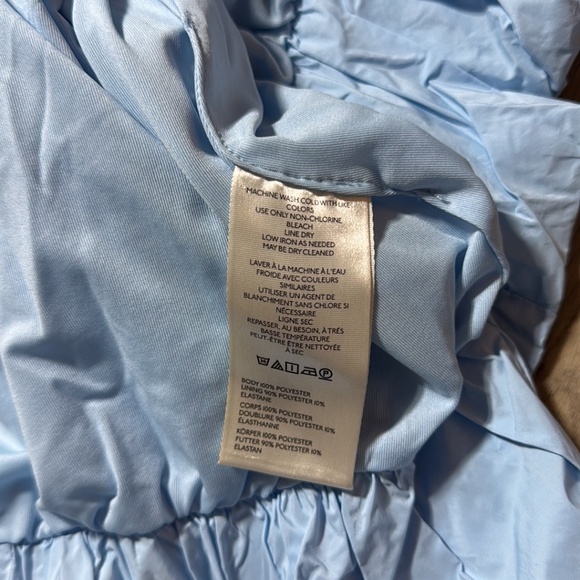 MACHINE WASH COLD WITH LIKE
COLORS
USE ONLY NON-CHLORINE
BLEACH
LINE DRY
LOW IRON AS NEEDED
MAY BE DRY CLEANED
LAVER À LA MACHINE À L'EAU
FROIDE AVEC COULEURS
SIMILAIRES
UTILISER UN AGENT DE
BLANCHIMENT SANS CHLORE SI
NÉCESSAIRE
LIGNE SEC
REPASSER, AU BESOIN, À TRÈS
BASSE TEMPÉRATURE
PEUT-ÊTRE ÊTRE NETTOYÉE
À SEC
P
BODY 100% POLYESTER
LINING 90% POLYESTER 10%
ELASTANE
CORPS 100% POLYESTER
DOUBLURE 90% POLYESTER 10%
ÉLASTHANNE
KÖRPER 100% POLYESTER
FUTTER 90% POLYESTER 10%
ELASTAN